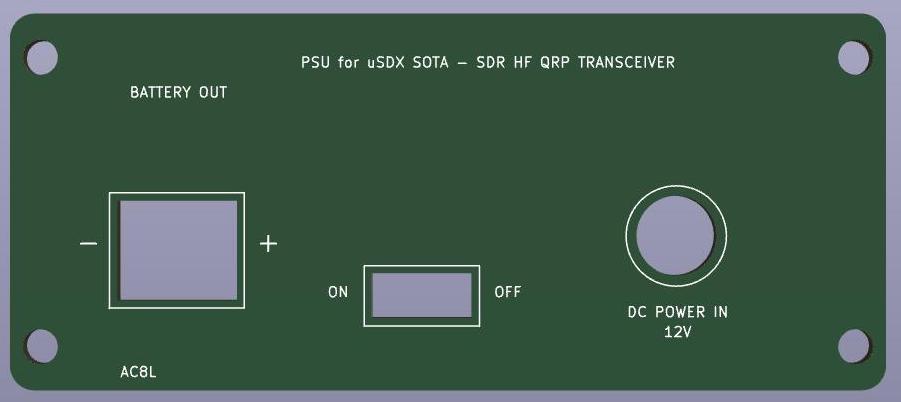 PSU for uSDX SOTA – SDR HF QRP TRANSCEIVER
BATTERY OUT
– +
ON OFF
DC POWER IN
12V
AC8L